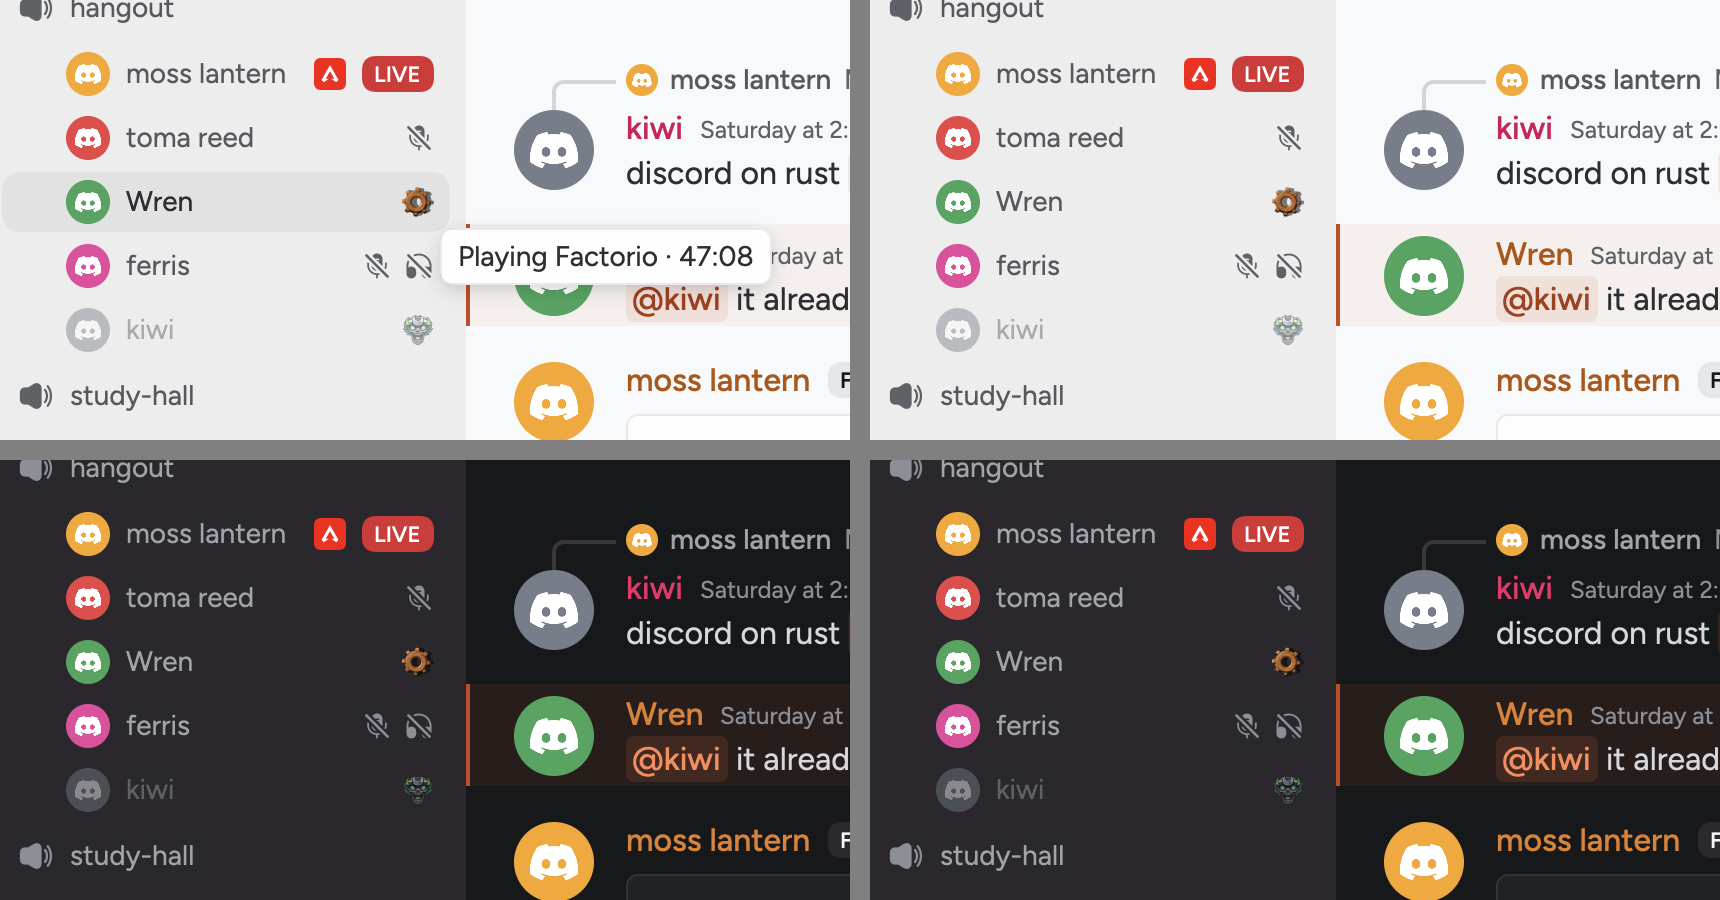 hangout
moss lantern LIVE
toma reed
Wren
ferris
kiwi
study-hall
moss lantern
kiwi Saturday at 2:
discord on rust
Playing Factorio · 47:08
rday at
@kiwi it alread
moss lantern F
hangout
moss lantern LIVE
toma reed
Wren
ferris
kiwi
study-hall
moss lantern
kiwi Saturday at 2:
discord on rust
Wren Saturday at
@kiwi it alread
moss lantern F
hangout
moss lantern LIVE
toma reed
Wren
ferris
kiwi
study-hall
moss lantern
kiwi Saturday at 2:
discord on rust
Wren Saturday at
@kiwi it alread
moss lantern F
hangout
moss lantern LIVE
toma reed
Wren
ferris
kiwi
study-hall
moss lantern
kiwi Saturday at 2:
discord on rust
Wren Saturday at
@kiwi it alread
moss lantern F